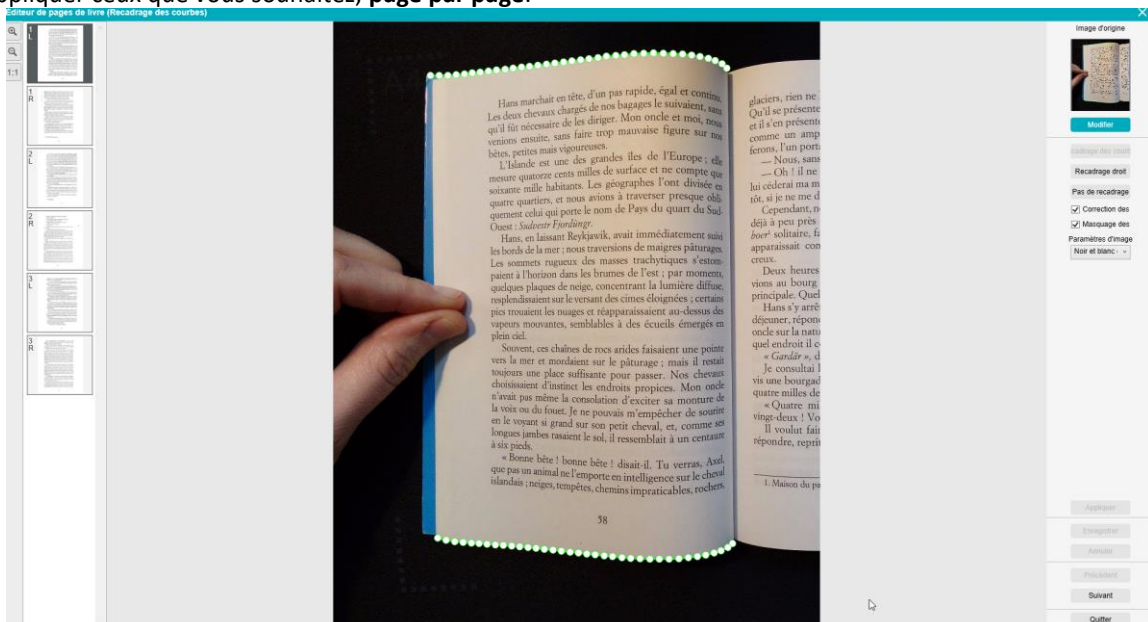 appliquer ceux que vous souhaitez, page par page.
Éditeur de pages de livre (Recadrage des courbes)
1:1
1
L
1
R
2
L
2
R
3
L
3
R
Hans marchait en tête, d'un pas rapide, égal et continu.
Les deux chevaux chargés de nos bagages le suivaient, sans
qu'il fût nécessaire de les diriger. Mon oncle et moi, nous
venions ensuite, sans faire trop mauvaise figure sur nos
bêtes, petites mais vigoureuses.
L'Islande est une des grandes îles de l'Europe ; elle
mesure quatorze cents milles de surface et ne compte que
soixante mille habitants. Les géographes l'ont divisée en
quatre quartiers, et nous avions à traverser presque obli-
quement celui qui porte le nom de Pays du quart du Sud-
Ouest : Sudvestr Fjordùngr.
Hans, en laissant Reykjawik, avait immédiatement suivi
les bords de la mer ; nous traversions de maigres pâturages.
Les sommets rugueux des masses trachytiques s'estom-
paient à l'horizon dans les brumes de l'est ; par moments,
quelques plaques de neige, concentrant la lumière diffuse,
resplendissaient sur le versant des cimes éloignées ; certains
pics trouaient les nuages et réapparaissaient au-dessus des
vapeurs mouvantes, semblables à des écueils émergés en
plein ciel.
Souvent, ces chaînes de rocs arides faisaient une pointe
vers la mer et mordaient sur le pâturage ; mais il restait
toujours une place suffisante pour passer. Nos chevaux
choisissaient d'instinct les endroits propices. Mon oncle
n'avait pas même la consolation d'exciter sa monture de
la voix ou du fouet. Je ne pouvais m'empêcher de sourire
en le voyant si grand sur son petit cheval, et, comme ses
longues jambes rasaient le sol, il ressemblait à un centaure
à six pieds.
« Bonne bête ! bonne bête ! disait-il. Tu verras, Axel,
que pas un animal ne l'emporte en intelligence sur le cheval
islandais ; neiges, tempêtes, chemins impraticables, rochers,
58
glaciers, rien ne
Qu'il se présente
et il s'en présente
comme un amp
ferons, l'un port
— Nous, sans
— Oh ! il ne
lui céderai ma m
tôt, si je ne me d
Cependant, n
déjà à peu près
boer¹ solitaire, fa
apparaissait con
creux.
Deux heures
vions au bourg
principale. Quel
Hans s'y arrê
déjeuner, répon
oncle sur la natu
quel endroit il c
« Gardär », d
Je consultai l
vis une bourgad
quatre milles de
« Quatre mi
vingt-deux ! Vo
Il voulut fair
répondre, reprit
1. Maison du pa
Image d'origine
Modifier
Recadrage droit
Pas de recadrage
Correction des
Masquage des
Paramètres d'image
Noir et blanc
Appliquer
Enregistrer
Annuler
Précédent
Suivant
Quitter